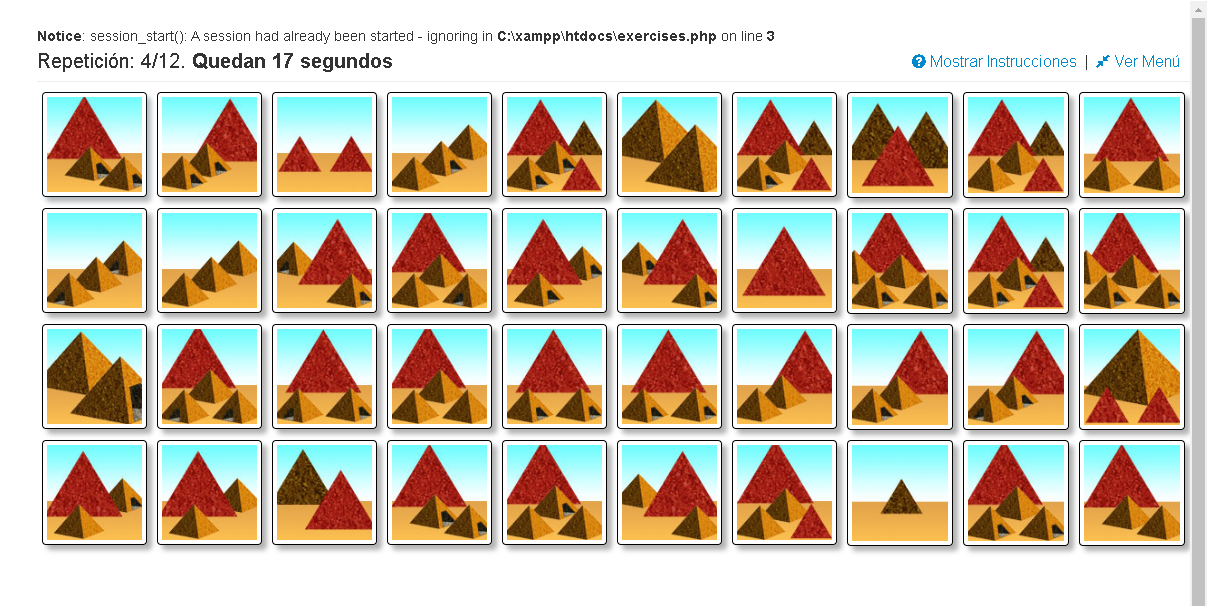 Notice: session_start(): A session had already been started - ignoring in C:\xampp\htdocs\exercises.php on line 3
Repetición: 4/12. Quedan 17 segundos
Mostrar Instrucciones | Ver Menú